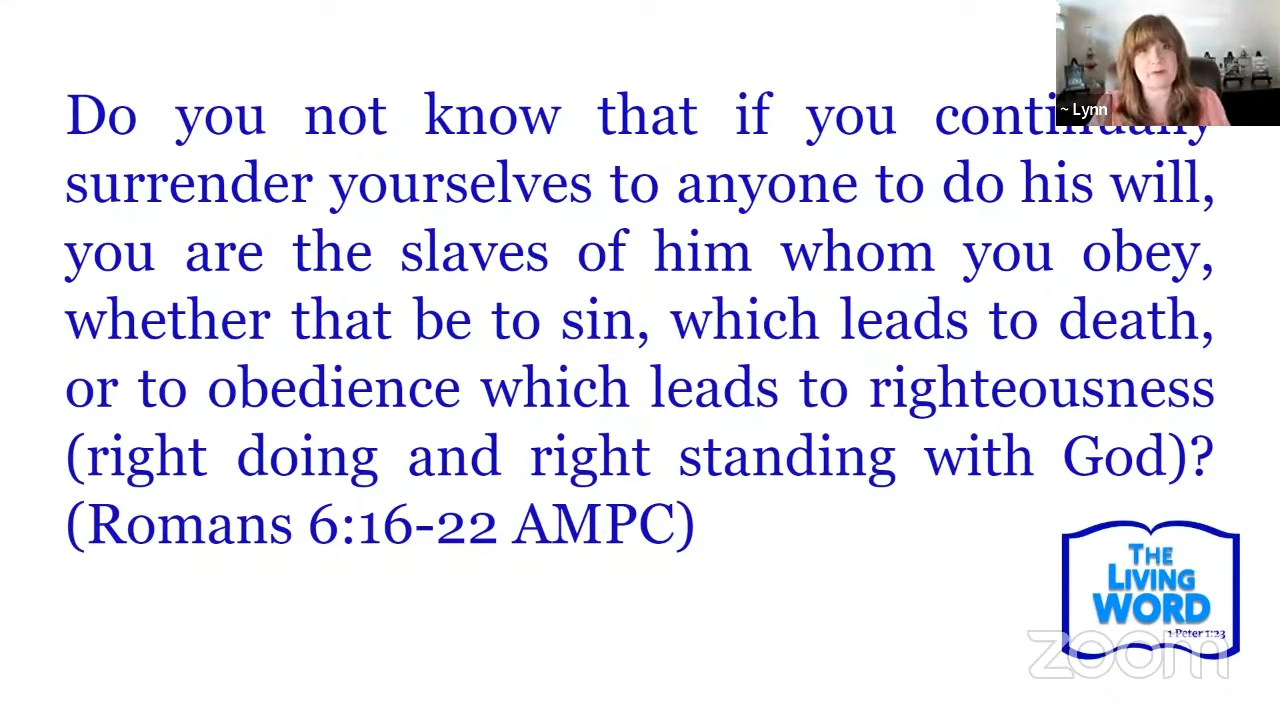 Do you not know that if you continually
surrender yourselves to anyone to do his will,
you are the slaves of him whom you obey,
whether that be to sin, which leads to death,
or to obedience which leads to righteousness
(right doing and right standing with God)?
(Romans 6:16-22 AMPC)
~ Lynn
THE
LIVING
WORD
1 Peter 1:23
zoom